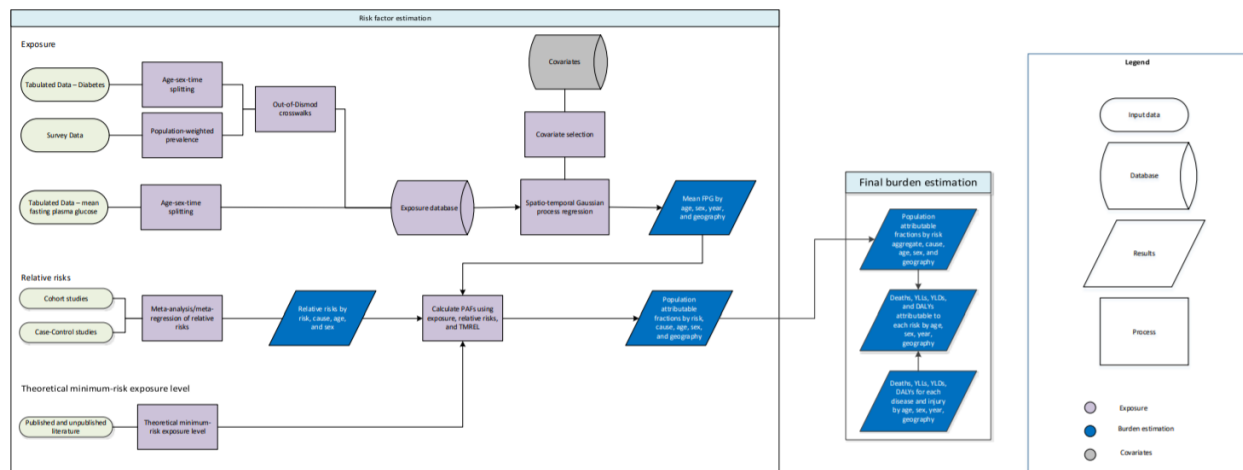 Risk factor estimation
Exposure
Tabulated Data – Diabetes
Age-sex-time
splitting
Survey Data
Population-weighted
prevalence
Out-of-Dismod
crosswalks
Covariates
Covariate selection
Tabulated Data – mean
fasting plasma glucose
Age-sex-time
splitting
Exposure database
Spatio-temporal Gaussian
process regression
Mean FPG by
age, sex, year,
and geography
Relative risks
Cohort studies
Case-Control studies
Meta-analysis/meta-
regression of relative
risks
Relative risks by
risk, cause, age,
and sex
Calculate PAFs using
exposure, relative risks,
and TMREL
Population
attributable
fractions by risk,
cause, age, sex,
and geography
Theoretical minimum-risk exposure level
Published and unpublished
literature
Theoretical minimum-
risk exposure level
Final burden estimation
Population
attributable
fractions by risk
aggregate, cause,
age, sex, and
geography
Deaths, YLLs, YLDs,
and DALYs
attributable to
each risk by age,
sex, year,
geography
Deaths, YLLs, YLDs,
DALYs for each
disease and injury
by age, sex, year,
geography
Legend
Input data
Database
Results
Process
Exposure
Burden estimation
Covariates